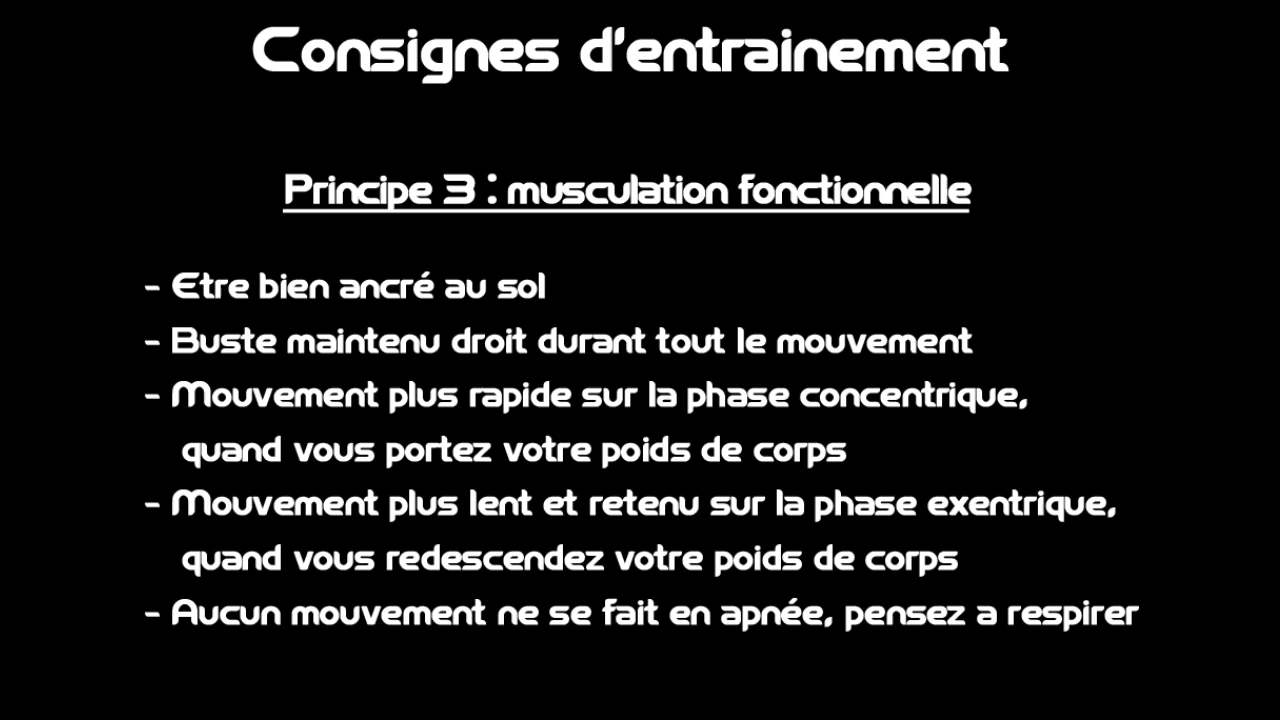 Consignes d'entrainement
Principe 3 : musculation fonctionnelle
- Etre bien ancré au sol
- Buste maintenu droit durant tout le mouvement
- Mouvement plus rapide sur la phase concentrique,
quand vous portez votre poids de corps
- Mouvement plus lent et retenu sur la phase exentrique,
quand vous redescendez votre poids de corps
- Aucun mouvement ne se fait en apnée, pensez a respirer